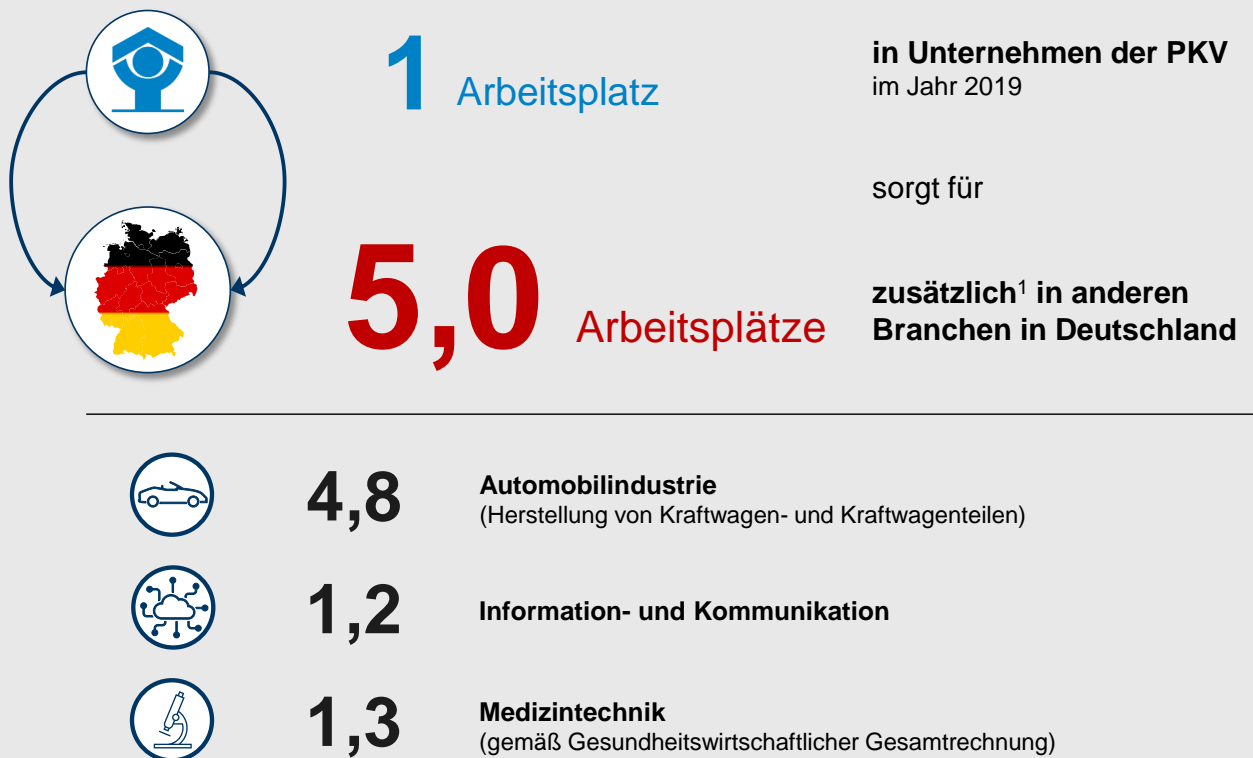 1 Arbeitsplatz
in Unternehmen der PKV
im Jahr 2019
sorgt für
5,0 Arbeitsplätze
zusätzlich¹ in anderen
Branchen in Deutschland
4,8
Automobilindustrie
(Herstellung von Kraftwagen- und Kraftwagenteilen)
1,2
Information- und Kommunikation
1,3
Medizintechnik
(gemäß Gesundheitswirtschaftlicher Gesamtrechnung)